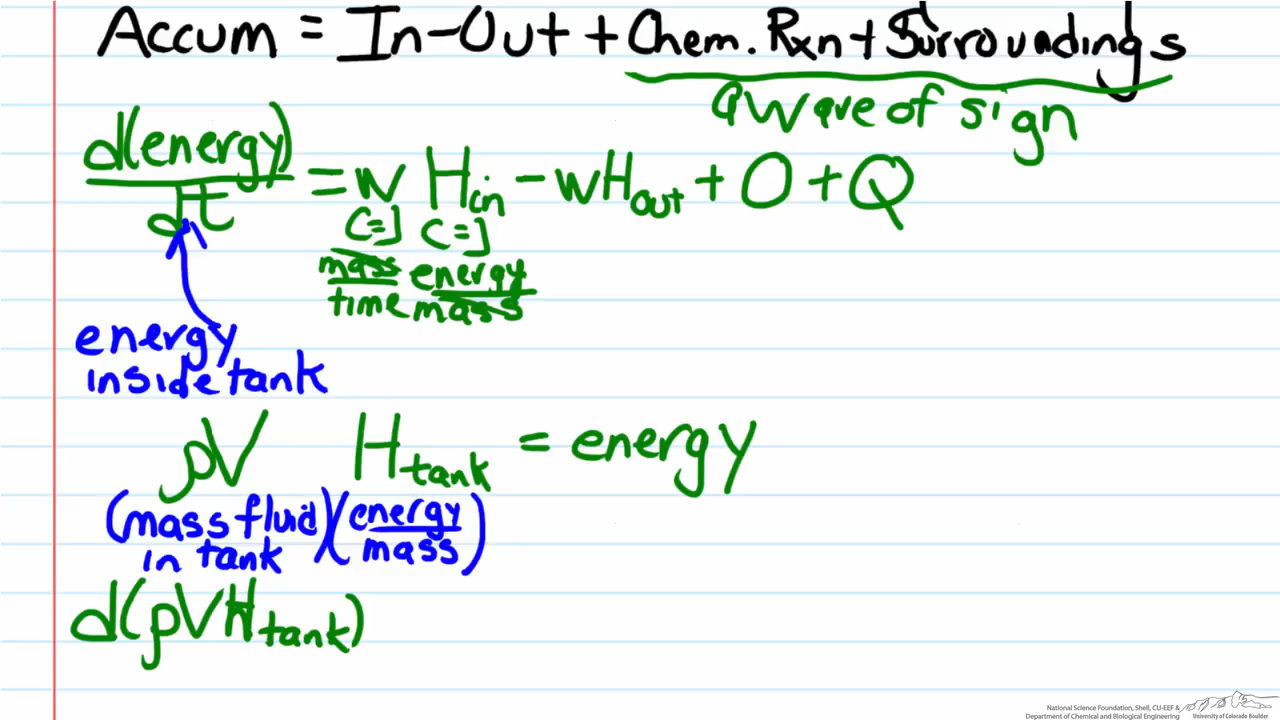 Accum = In-Out + Chem. Rxn + Surroundings
aware of sign
d(energy)/dt = w H_in - wH_out + O + Q
[=] [=]
mass/time energy/mass
energy
inside tank
ρV H_tank = energy
(mass fluid in tank)(energy/mass)
d(ρVH_tank)
National Science Foundation, Shell, CU-EEF &
Department of Chemical and Biological Engineering
University of Colorado Boulder